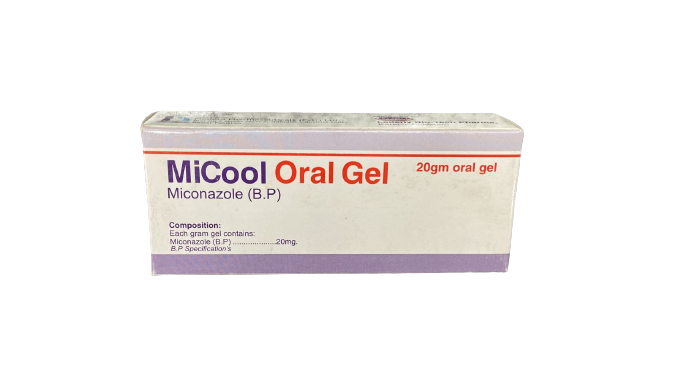 MiCool Oral Gel
20gm oral gel
Miconazole (B.P)
Composition:
Each gram gel contains:
Miconazole (B.P) ....................20mg.
B.P Specification's